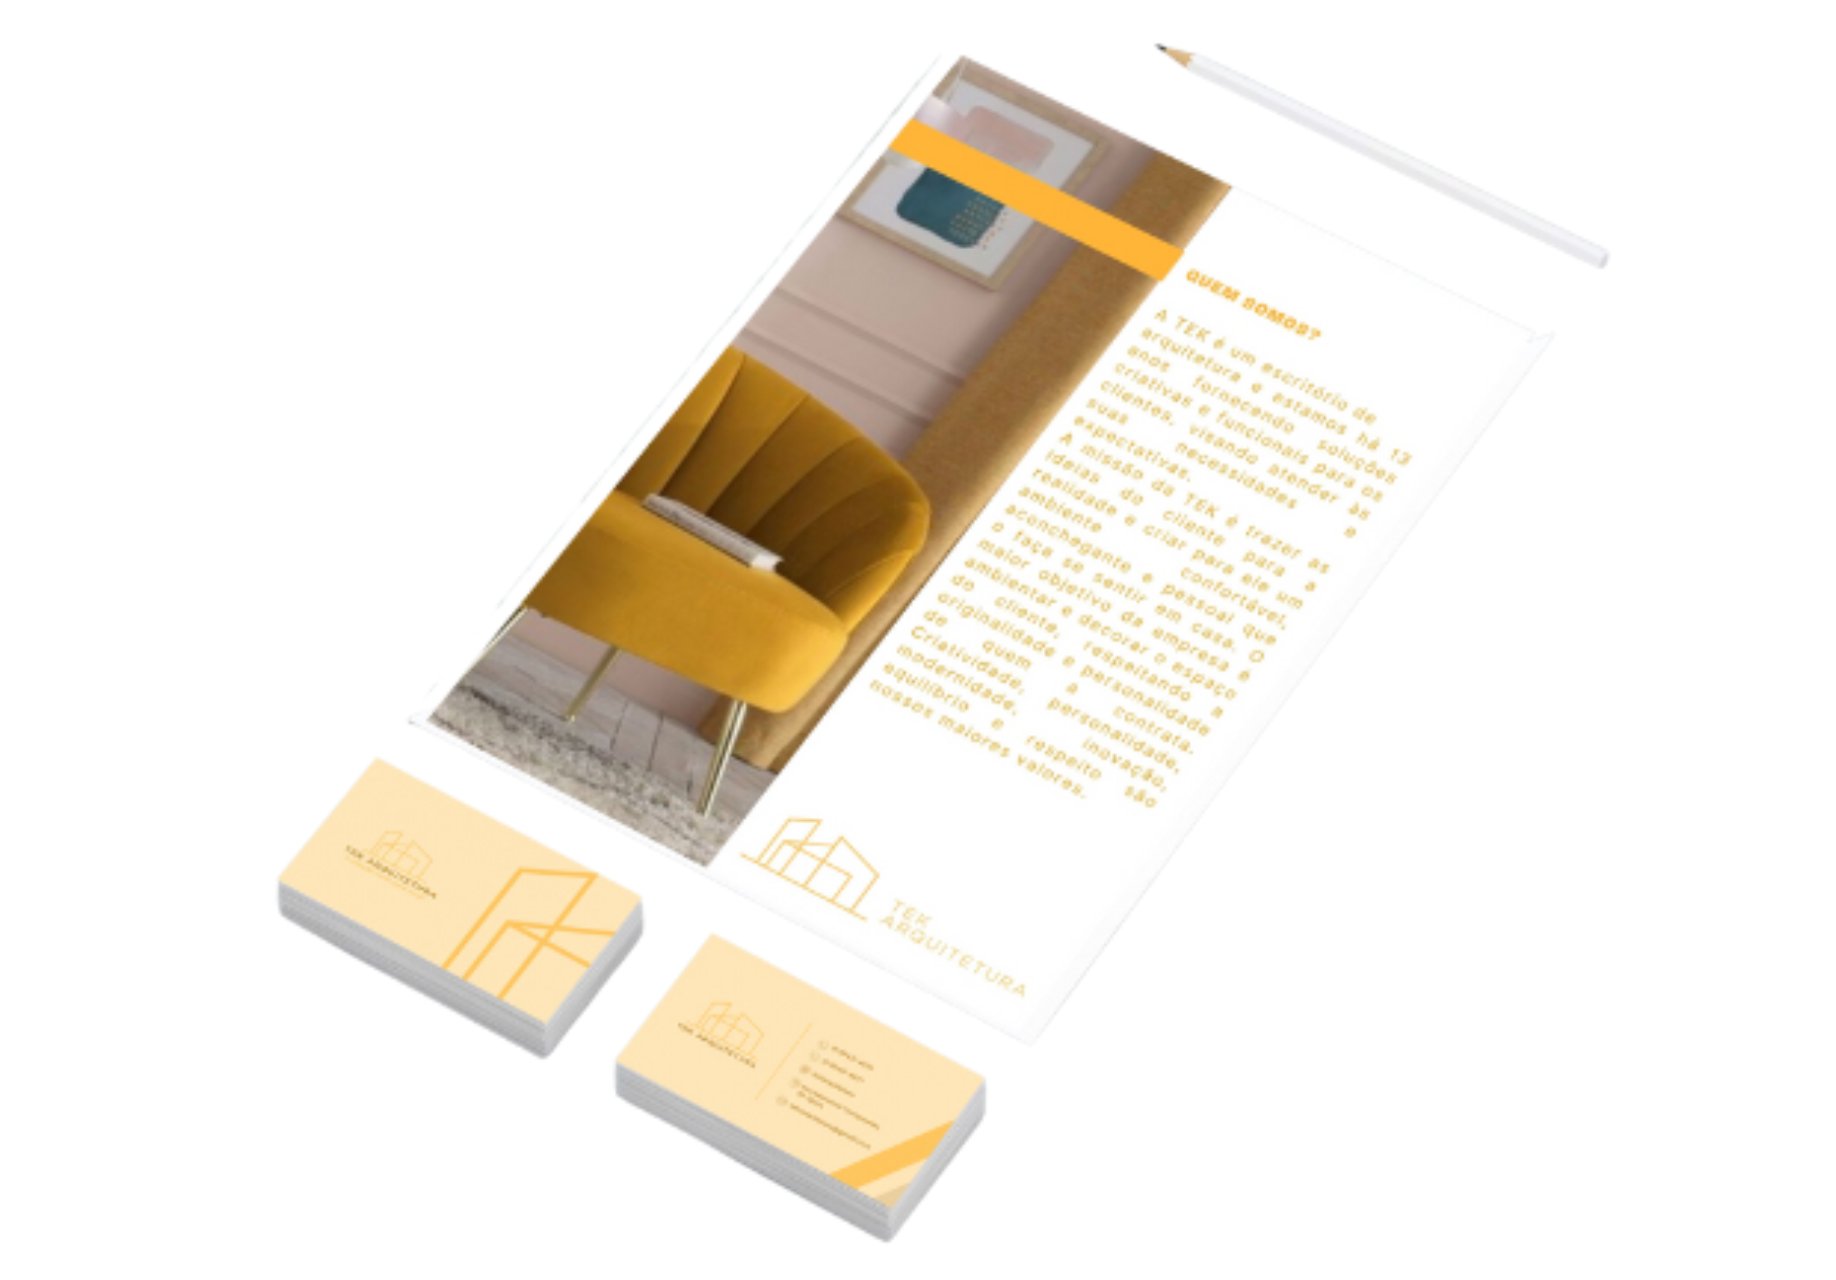 QUEM SOMOS?
A TEK é um escritório de
arquitetura e estamos há 13
anos fornecendo soluções
criativas e funcionais para os
clientes, visando atender às
suas necessidades e
expectativas.
A missão da TEK é trazer as
ideias do cliente para a
realidade e criar para ele um
ambiente confortável,
aconchegante e pessoal que
o faça se sentir em casa. O
maior objetivo da empresa é
ambientar e decorar o espaço
do cliente, respeitando a
originalidade e personalidade
de quem a contrata.
Criatividade, personalidade,
modernidade, inovação,
equilíbrio e respeito são
nossos maiores valores.
TEK
ARQUITETURA
TEK ARQUITETURA
TEK ARQUITETURA